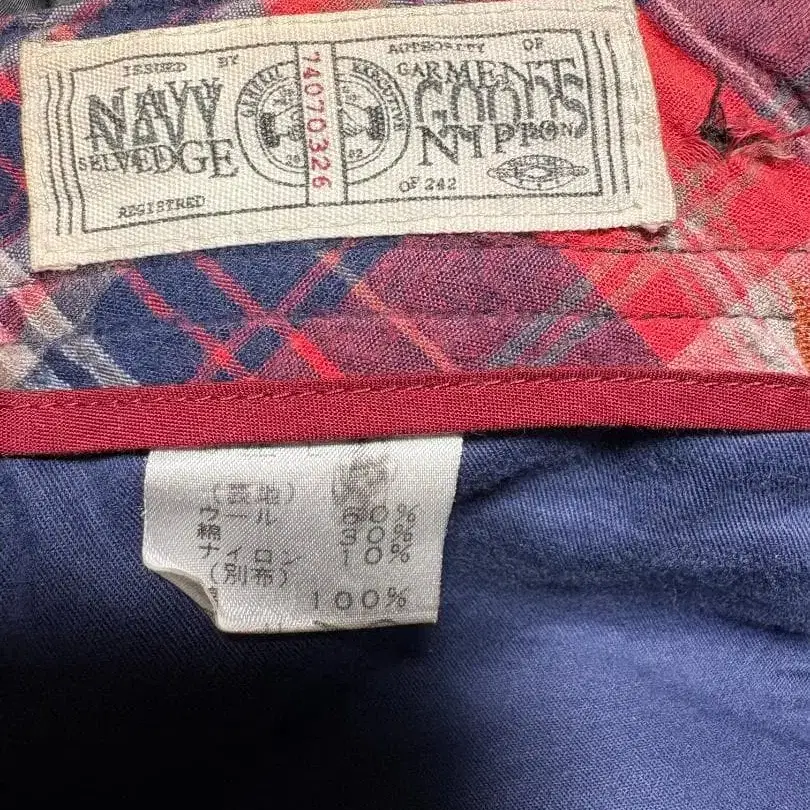 ISSUED BY
AUTHORITY OF
NAVY
SELVEDGE
74070326
EXECUTIVE
GARMENT
GOODS
NIPPON
OF 242
REGISTRED
(表地)
ウール 60%
綿 30%
ナイロン 10%
(別布)
100%